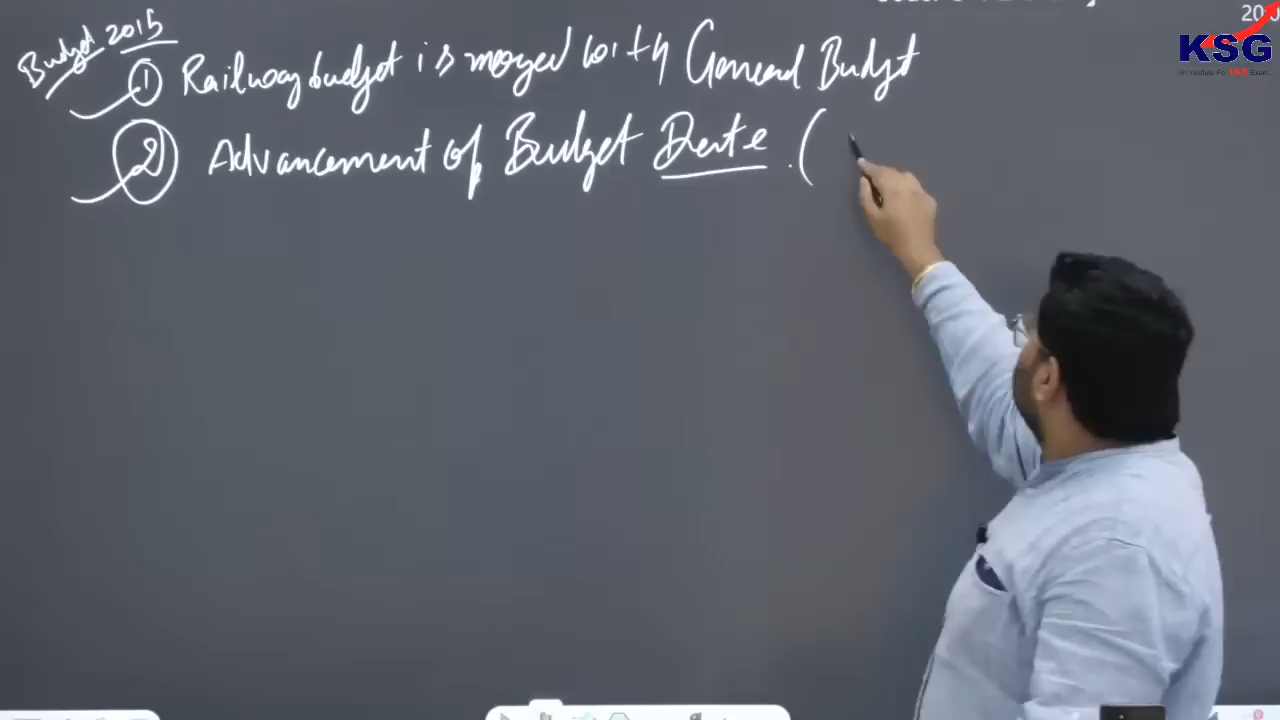 KSG
Budget 2015
① Railway budget is merged with General Budget
② Advancement of Budget Date. (